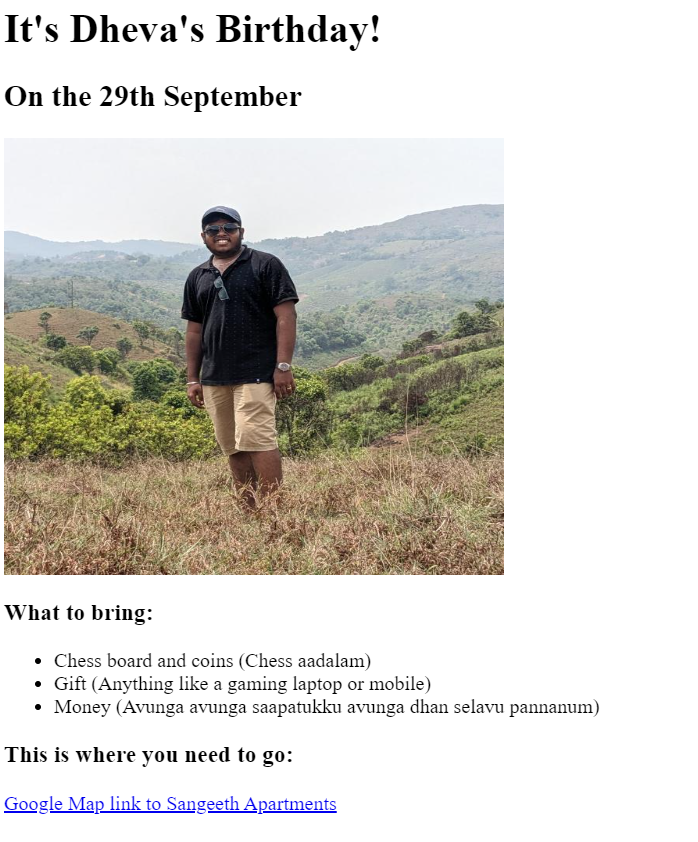 It's Dheva's Birthday!
On the 29th September
What to bring:
Chess board and coins (Chess aadalam)
Gift (Anything like a gaming laptop or mobile)
Money (Avunga avunga saapatukku avunga dhan selavu pannanum)
This is where you need to go:
Google Map link to Sangeeth Apartments